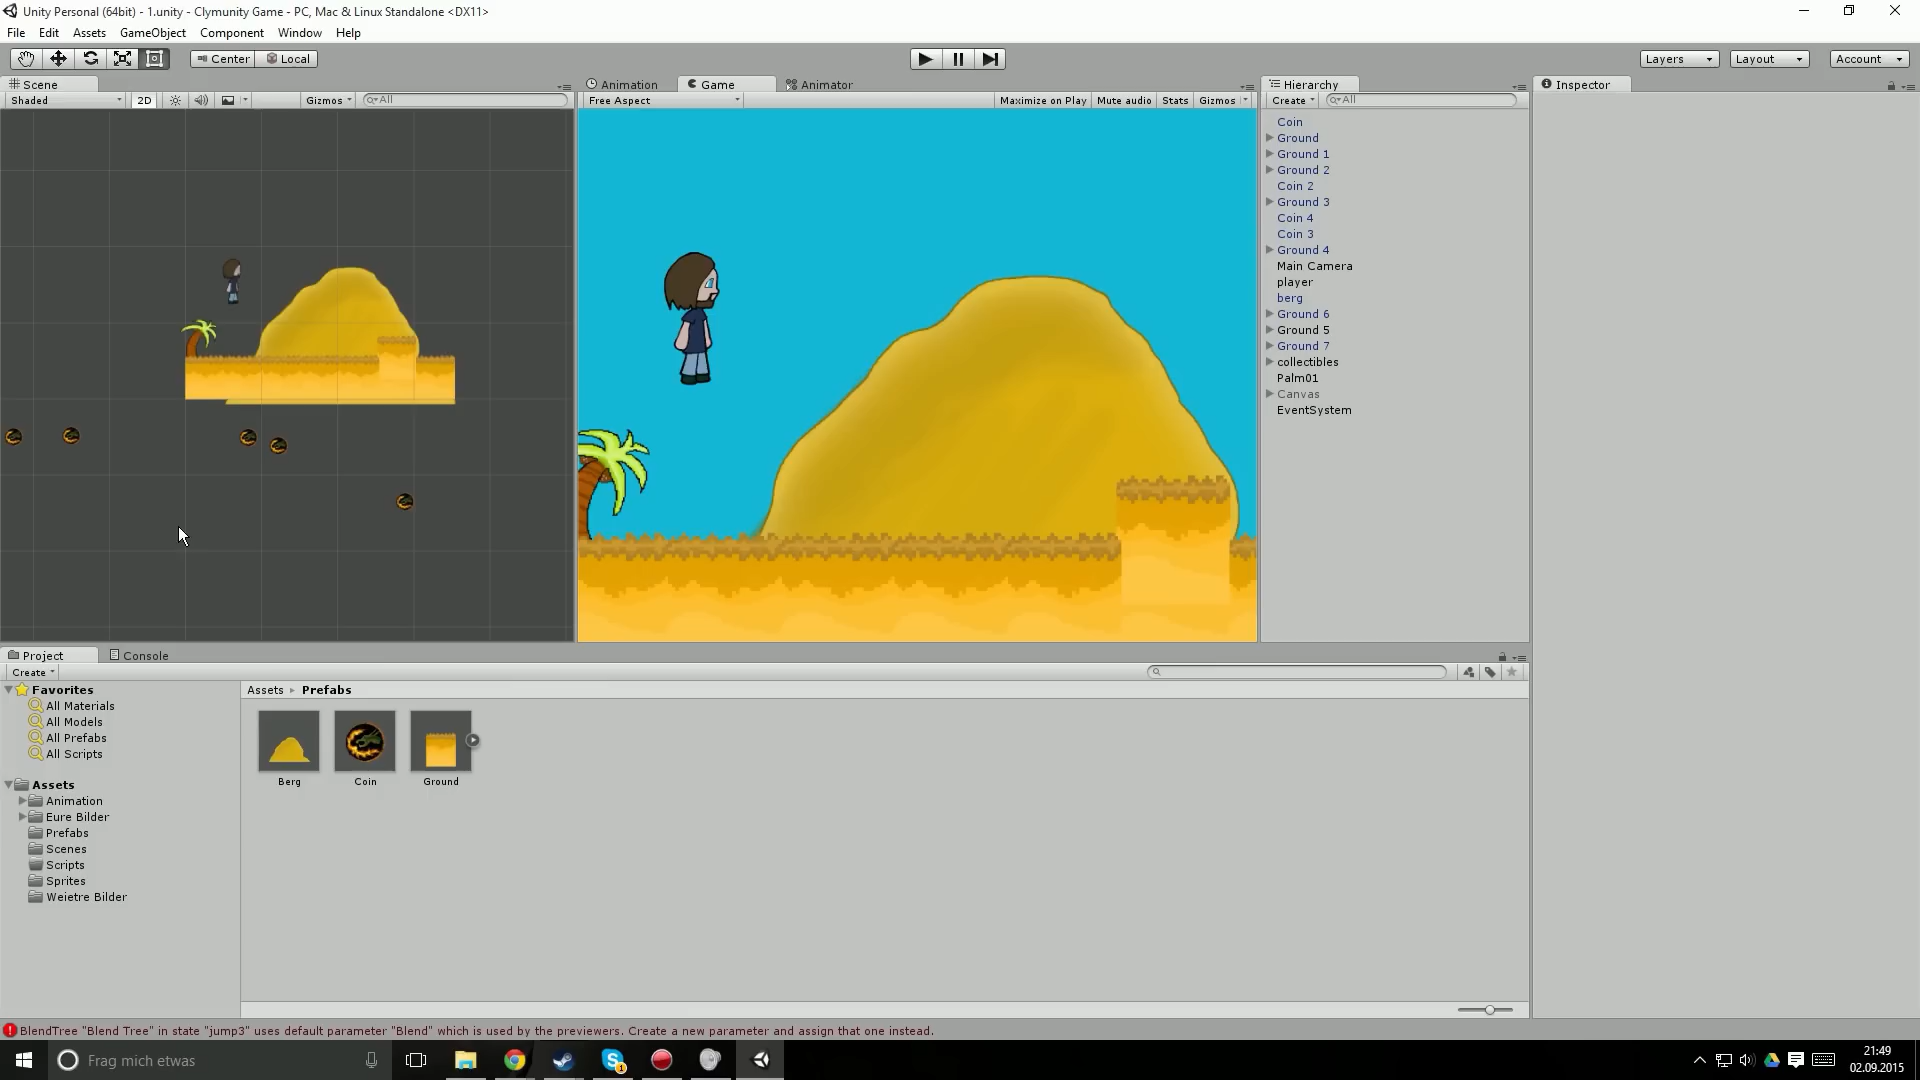 Unity Personal (64bit) - 1.unity - Clymunity Game - PC, Mac & Linux Standalone <DX11>
File Edit Assets GameObject Component Window Help
Center Local Layers Layout Account
Scene Animation Game Animator Hierarchy Inspector
Shaded 2D Gizmos All Free Aspect Maximize on Play Mute audio Stats Gizmos Create All
Coin
Ground
Ground 1
Ground 2
Coin 2
Ground 3
Coin 4
Coin 3
Ground 4
Main Camera
player
berg
Ground 6
Ground 5
Ground 7
collectibles
Palm01
Canvas
EventSystem
Project Console
Create
Favorites
All Materials
All Models
All Prefabs
All Scripts
Assets
Animation
Eure Bilder
Prefabs
Scenes
Scripts
Sprites
Weietre Bilder
Assets Prefabs
Berg Coin Ground
BlendTree "Blend Tree" in state "jump3" uses default parameter "Blend" which is used by the previewers. Create a new parameter and assign that one instead.
Frag mich etwas
1
21:49
02.09.2015